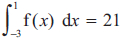 ∫₋₃¹ f(x) dx = 21